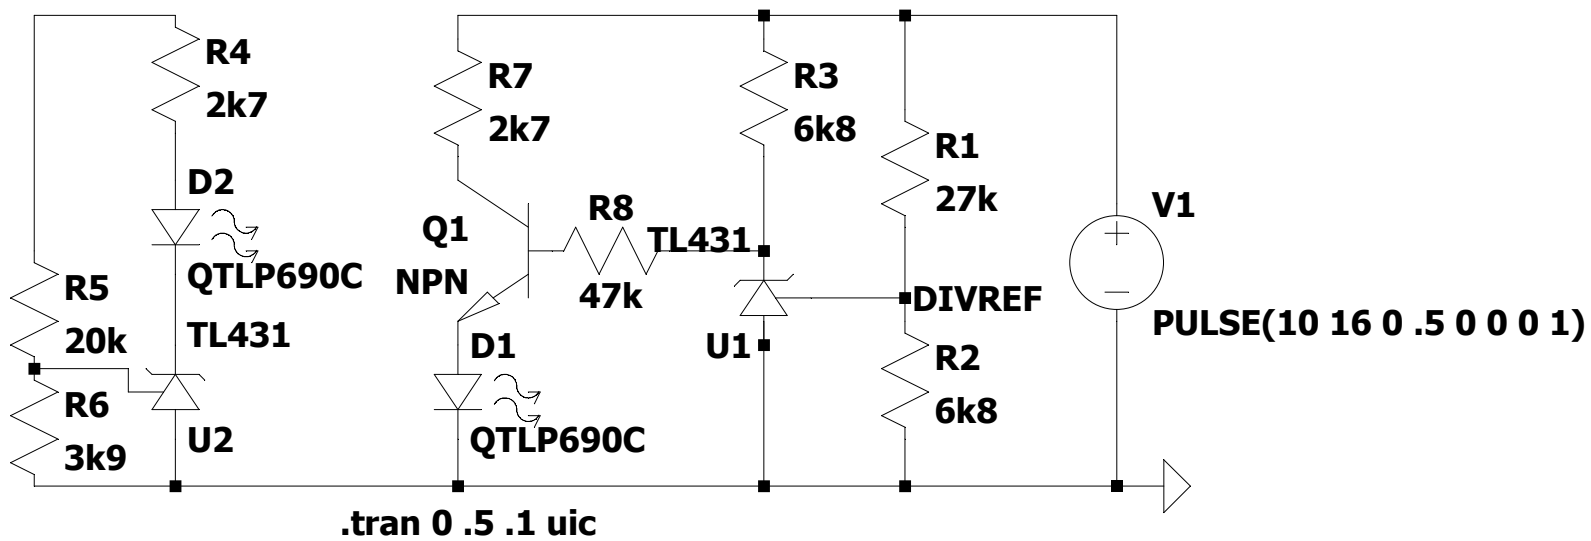 R4
2k7
D2
QTLP690C
R5
20k
TL431
R6
3k9
U2
R7
2k7
Q1
NPN
R8
47k
D1
QTLP690C
R3
6k8
TL431
U1
R1
27k
DIVREF
R2
6k8
V1
PULSE(10 16 0 .5 0 0 0 1)
.tran 0 .5 .1 uic